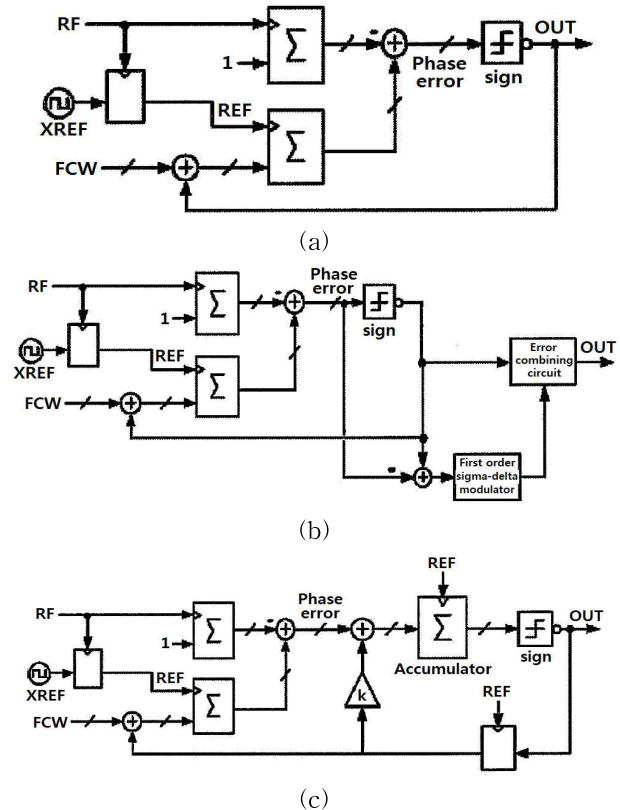 RF
Σ
OUT
1
Phase
error
sign
XREF
REF
Σ
FCW
(a)
RF
Σ
Phase
error
1
sign
XREF
REF
Σ
FCW
Error
combining
circuit
OUT
First order
sigma-delta
modulator
(b)
REF
RF
Σ
Phase
error
Σ
OUT
1
sign
Accumulator
XREF
REF
Σ
k
REF
FCW
(c)